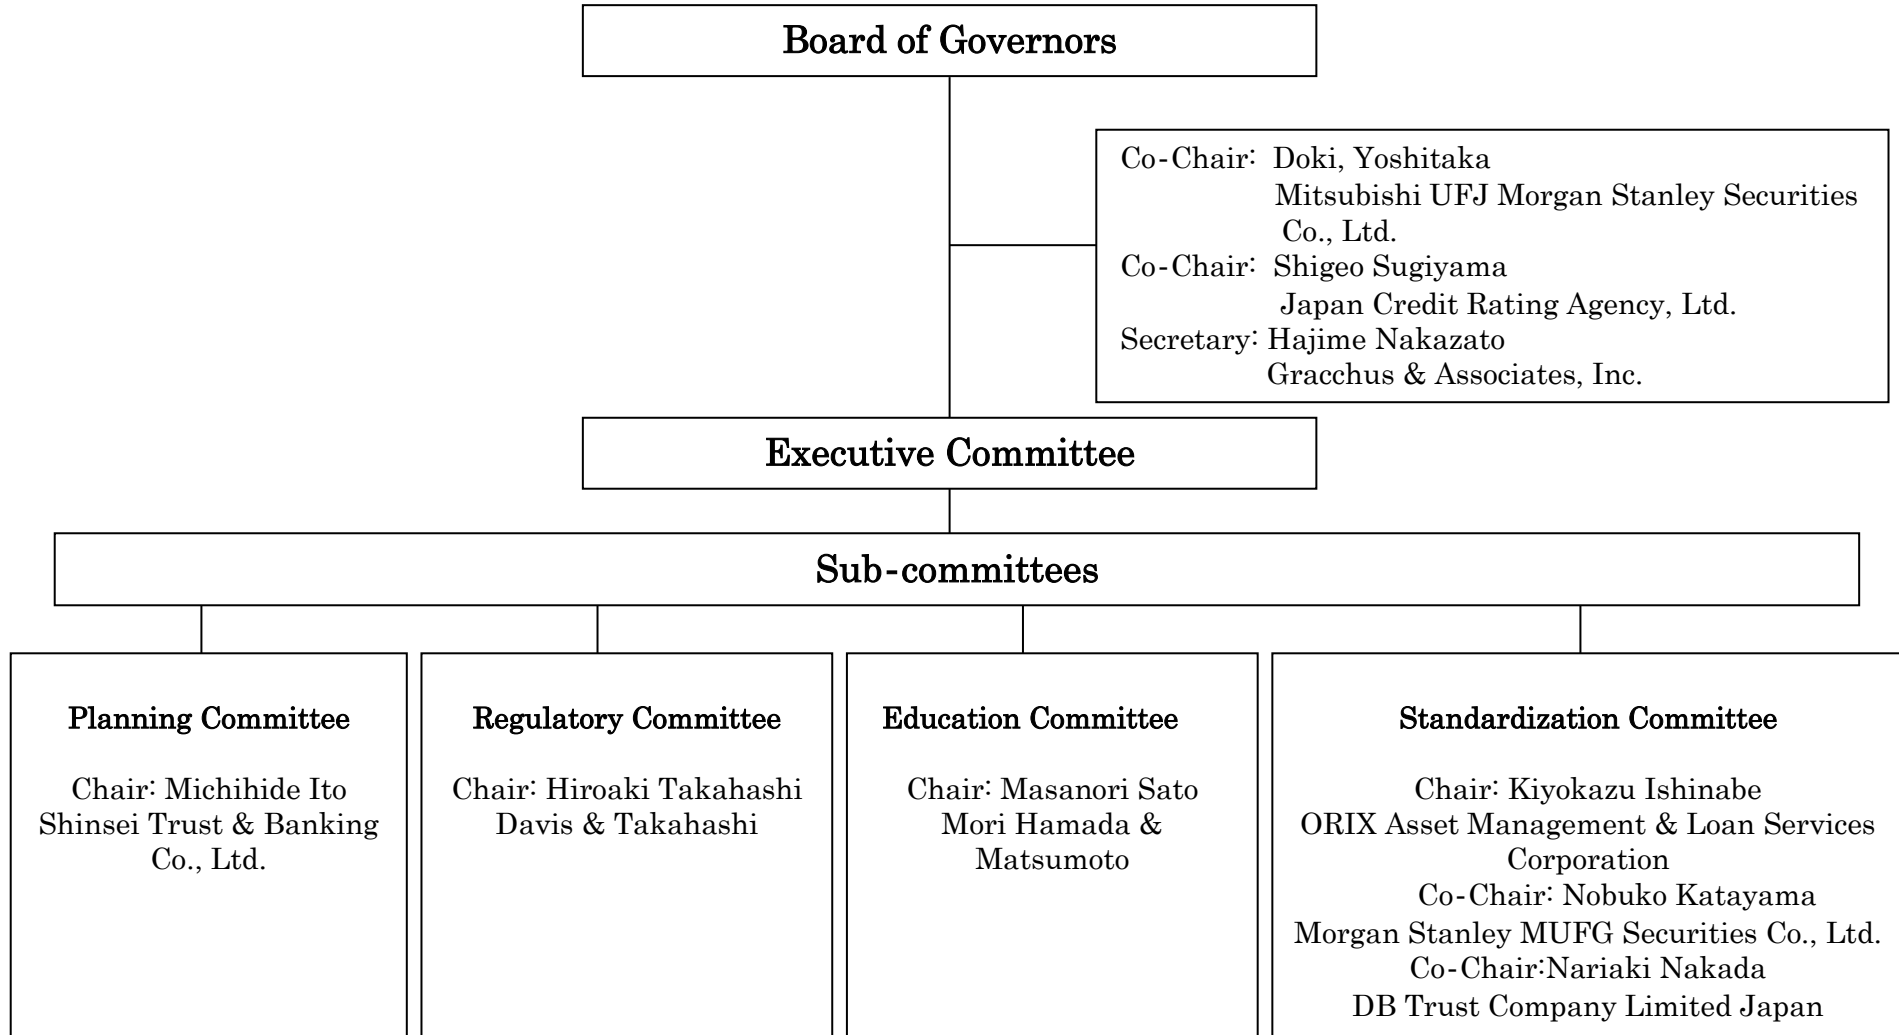 Board of Governors
Co-Chair: Doki, Yoshitaka
Mitsubishi UFJ Morgan Stanley Securities
Co., Ltd.
Co-Chair: Shigeo Sugiyama
Japan Credit Rating Agency, Ltd.
Secretary: Hajime Nakazato
Gracchus & Associates, Inc.
Executive Committee
Sub-committees
Planning Committee
Chair: Michihide Ito
Shinsei Trust & Banking
Co., Ltd.
Regulatory Committee
Chair: Hiroaki Takahashi
Davis & Takahashi
Education Committee
Chair: Masanori Sato
Mori Hamada &
Matsumoto
Standardization Committee
Chair: Kiyokazu Ishinabe
ORIX Asset Management & Loan Services
Corporation
Co-Chair: Nobuko Katayama
Morgan Stanley MUFG Securities Co., Ltd.
Co-Chair:Nariaki Nakada
DB Trust Company Limited Japan